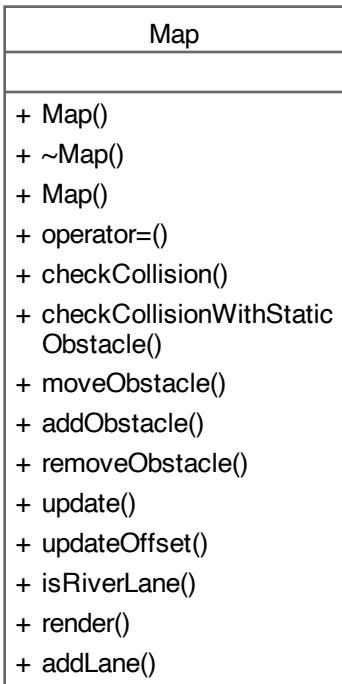 Map
+ Map()
+ ~Map()
+ Map()
+ operator=()
+ checkCollision()
+ checkCollisionWithStatic
Obstacle()
+ moveObstacle()
+ addObstacle()
+ removeObstacle()
+ update()
+ updateOffset()
+ isRiverLane()
+ render()
+ addLane()